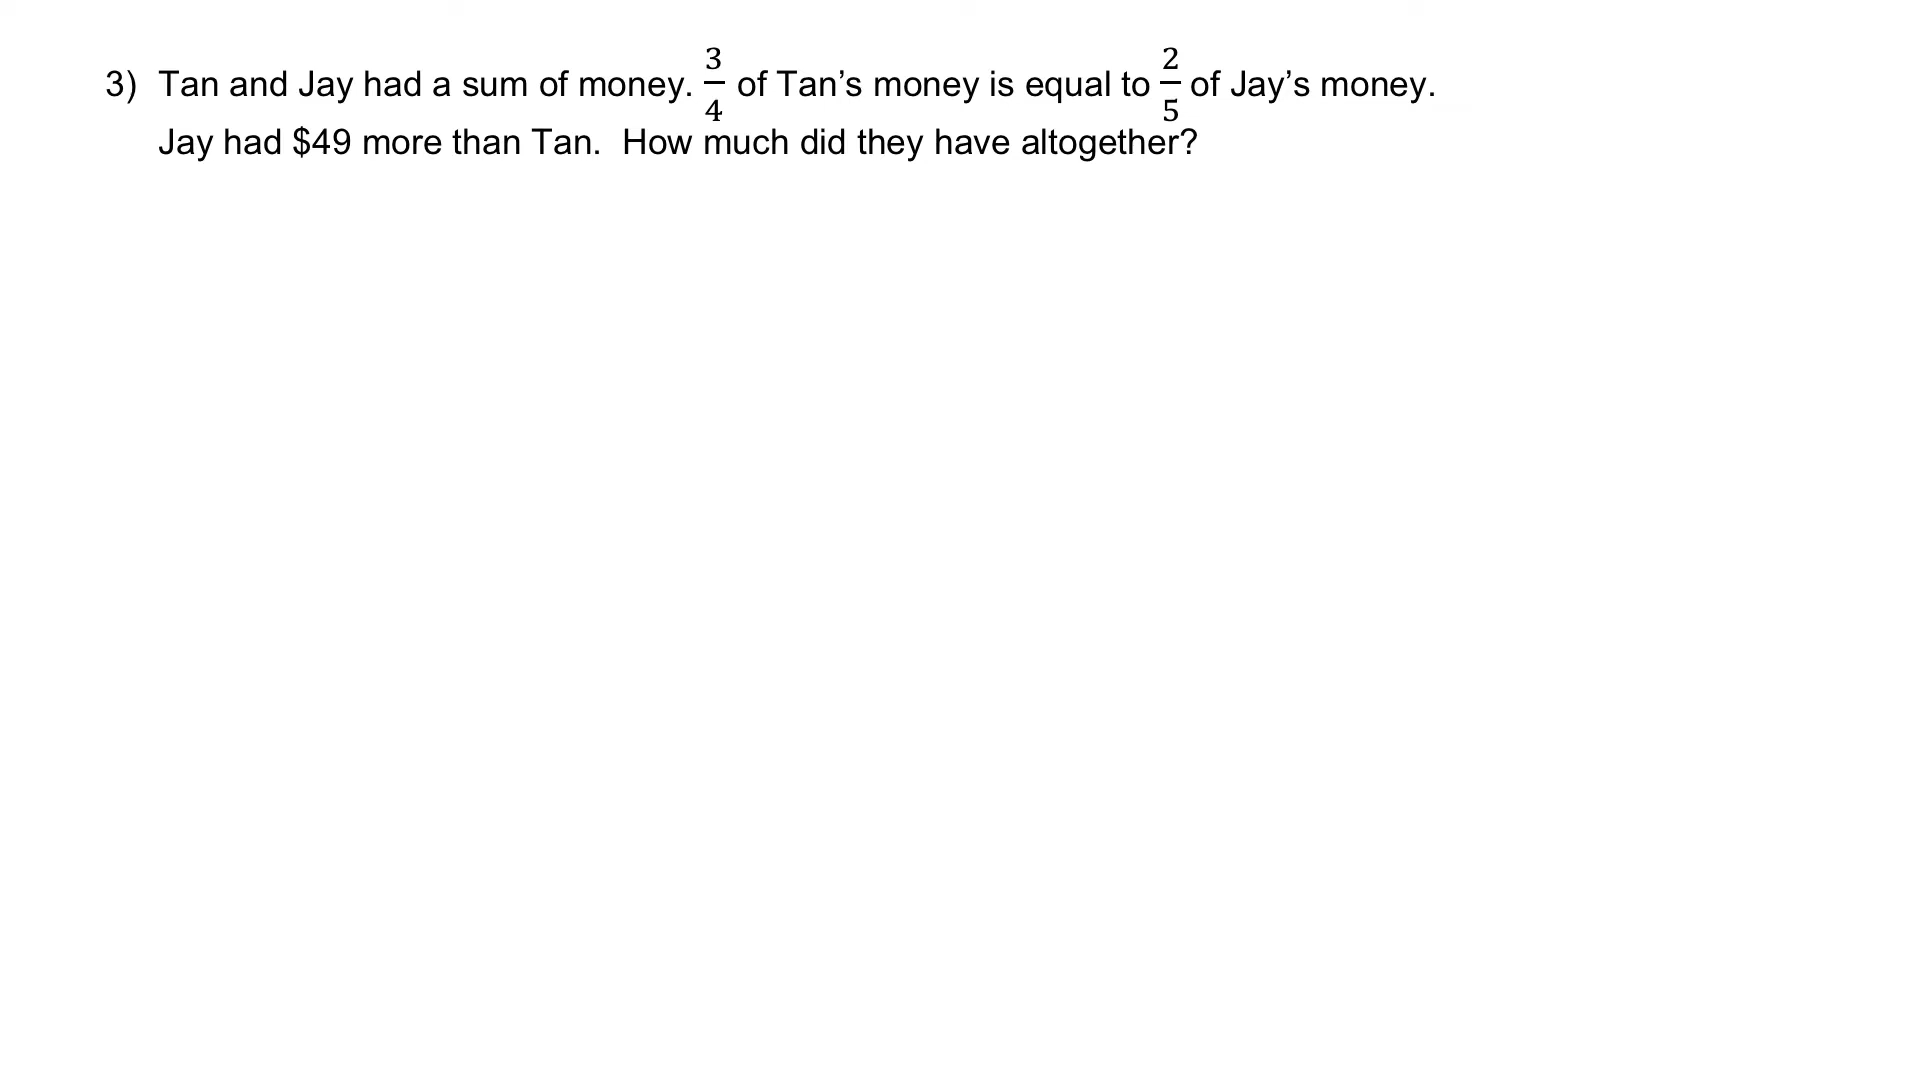 3) Tan and Jay had a sum of money. 3/4 of Tan’s money is equal to 2/5 of Jay’s money.
Jay had $49 more than Tan. How much did they have altogether?